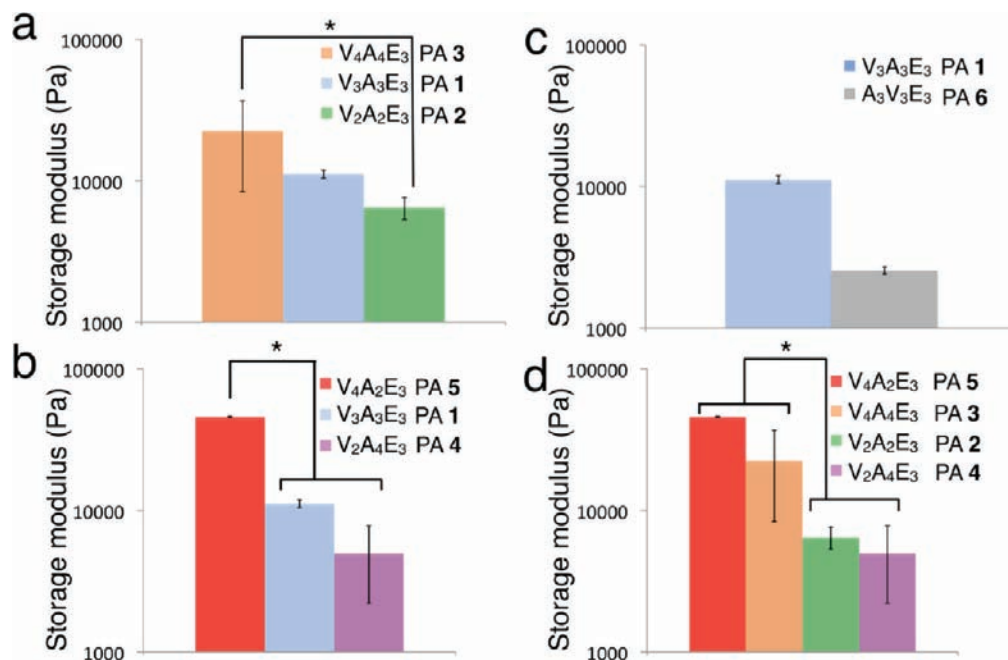 a
Storage modulus (Pa)
100000
10000
1000
*
V₄A₄E₃ PA 3
V₃A₃E₃ PA 1
V₂A₂E₃ PA 2
c
Storage modulus (Pa)
100000
10000
1000
V₃A₃E₃ PA 1
A₃V₃E₃ PA 6
b
Storage modulus (Pa)
100000
10000
1000
*
V₄A₂E₃ PA 5
V₃A₃E₃ PA 1
V₂A₄E₃ PA 4
d
Storage modulus (Pa)
100000
10000
1000
*
V₄A₂E₃ PA 5
V₄A₄E₃ PA 3
V₂A₂E₃ PA 2
V₂A₄E₃ PA 4